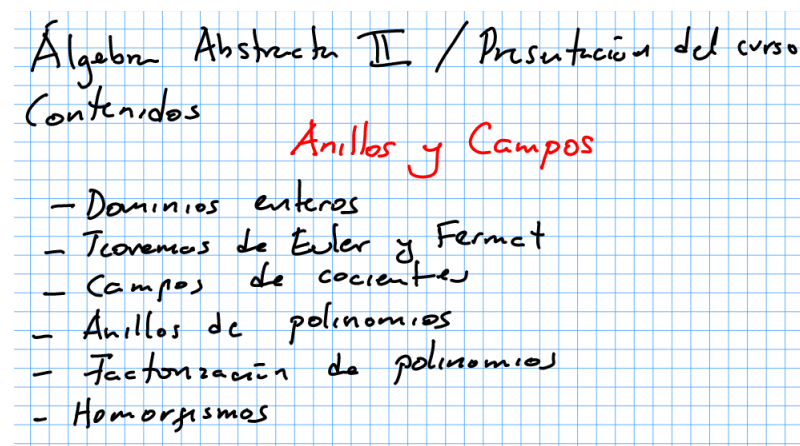 Álgebra Abstracta II / Presentación del curso
Contenidos
Anillos y Campos
- Dominios enteros
- Teoremas de Euler y Fermat
- Campos de cocientes
- Anillos de polinomios
- Factorización de polinomios
- Homorfismos